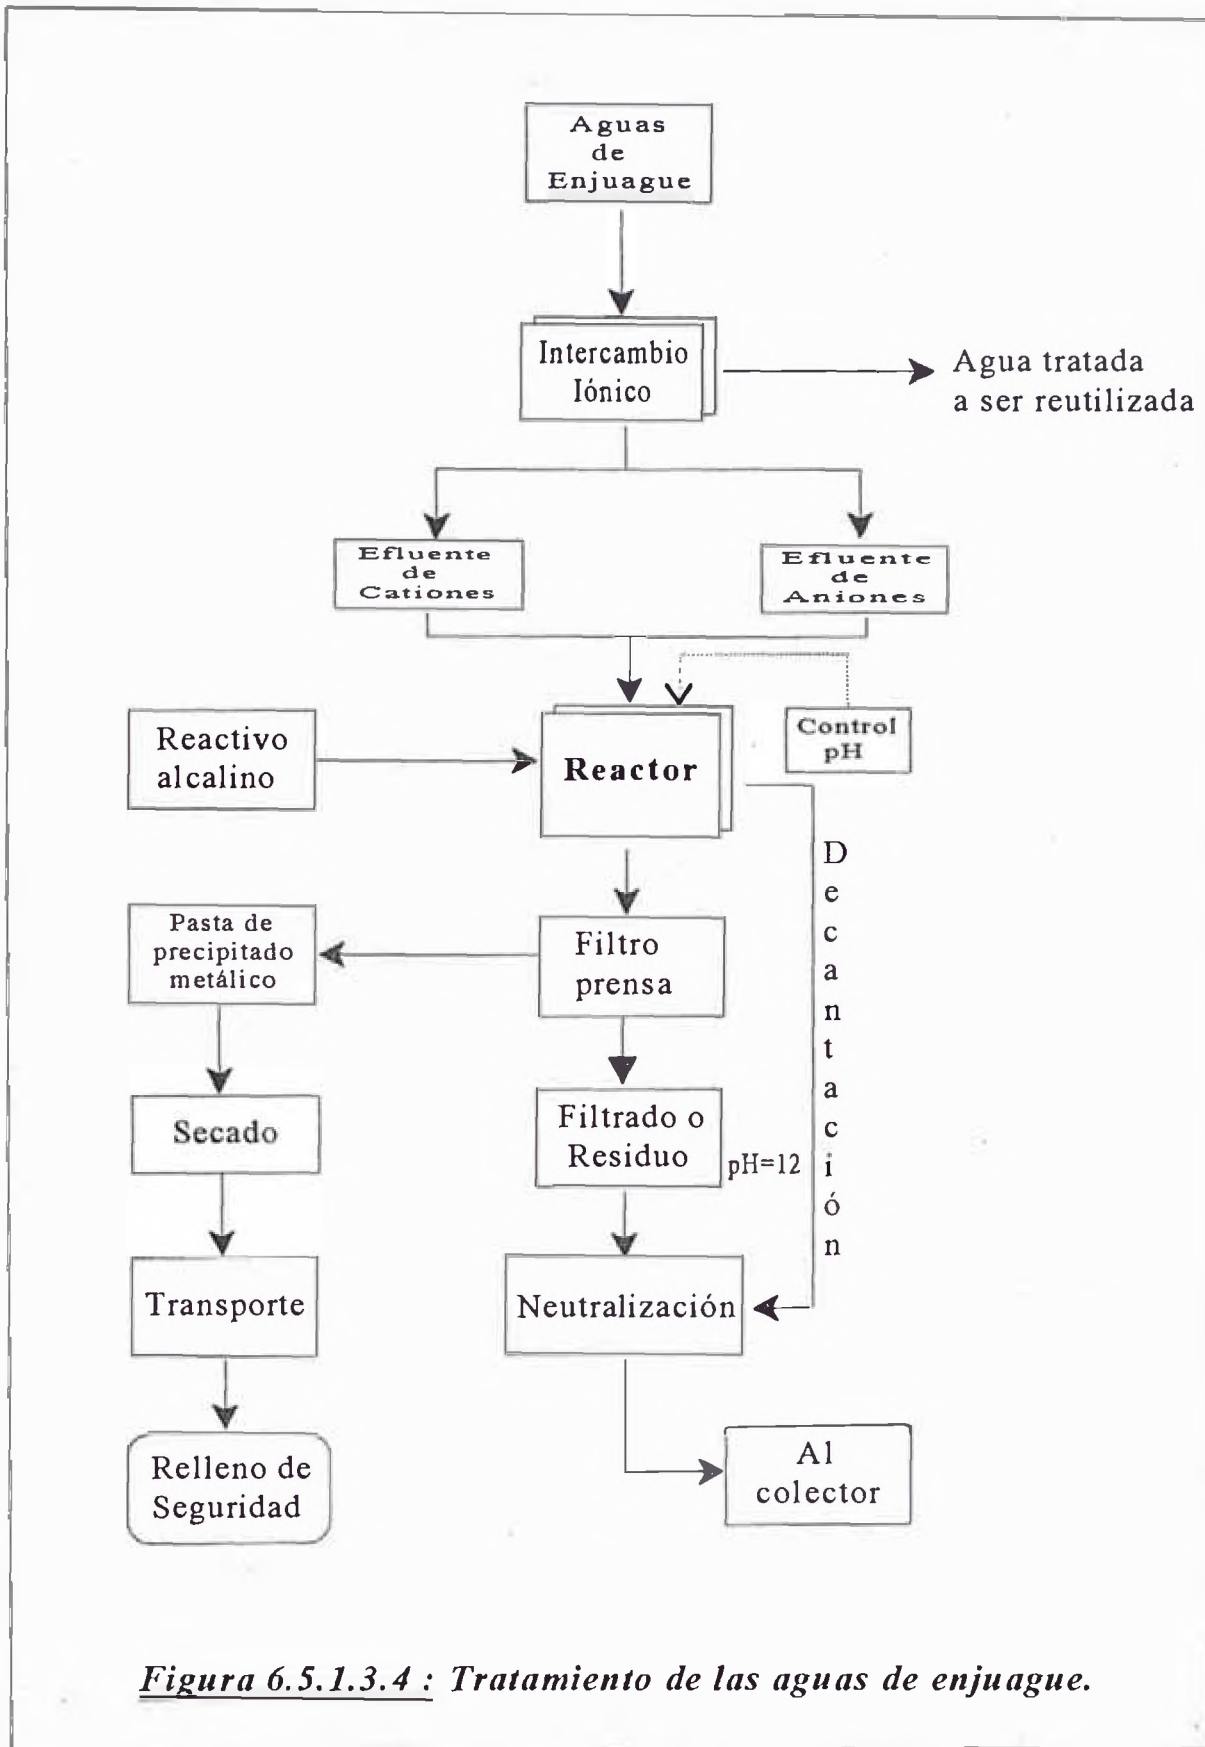 Aguas
de
Enjuague
Intercambio
Iónico
Agua tratada
a ser reutilizada
Efluente
de
Cationes
Efluente
de
Aniones
Reactivo
alcalino
Reactor
Control
pH
Decantación
Pasta de
precipitado
metálico
Filtro
prensa
Secado
Filtrado o
Residuo
pH=12
Transporte
Neutralización
Relleno de
Seguridad
Al
colector
Figura 6.5.1.3.4 : Tratamiento de las aguas de enjuague.